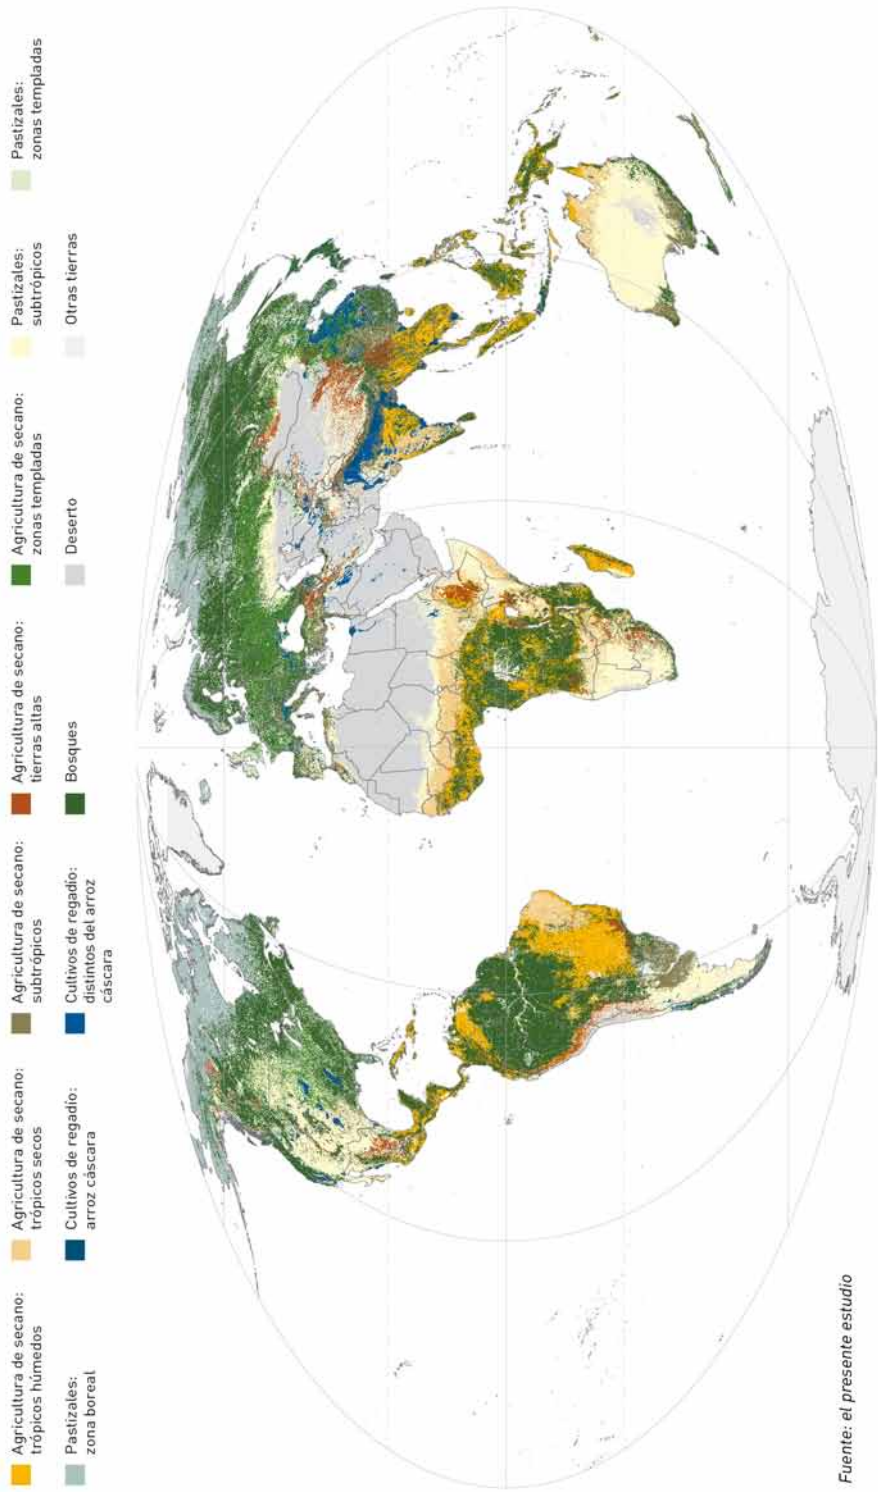 Agricultura de secano:
trópicos húmedos
Agricultura de secano:
trópicos secos
Agricultura de secano:
subtrópicos
Agricultura de secano:
tierras altas
Agricultura de secano:
zonas templadas
Pastizales:
subtrópicos
Pastizales:
zonas templadas
Pastizales:
zona boreal
Cultivos de regadío:
arroz cáscara
Cultivos de regadío:
distintos del arroz
cáscara
Bosques
Deserto
Otras tierras
Fuente: el presente estudio